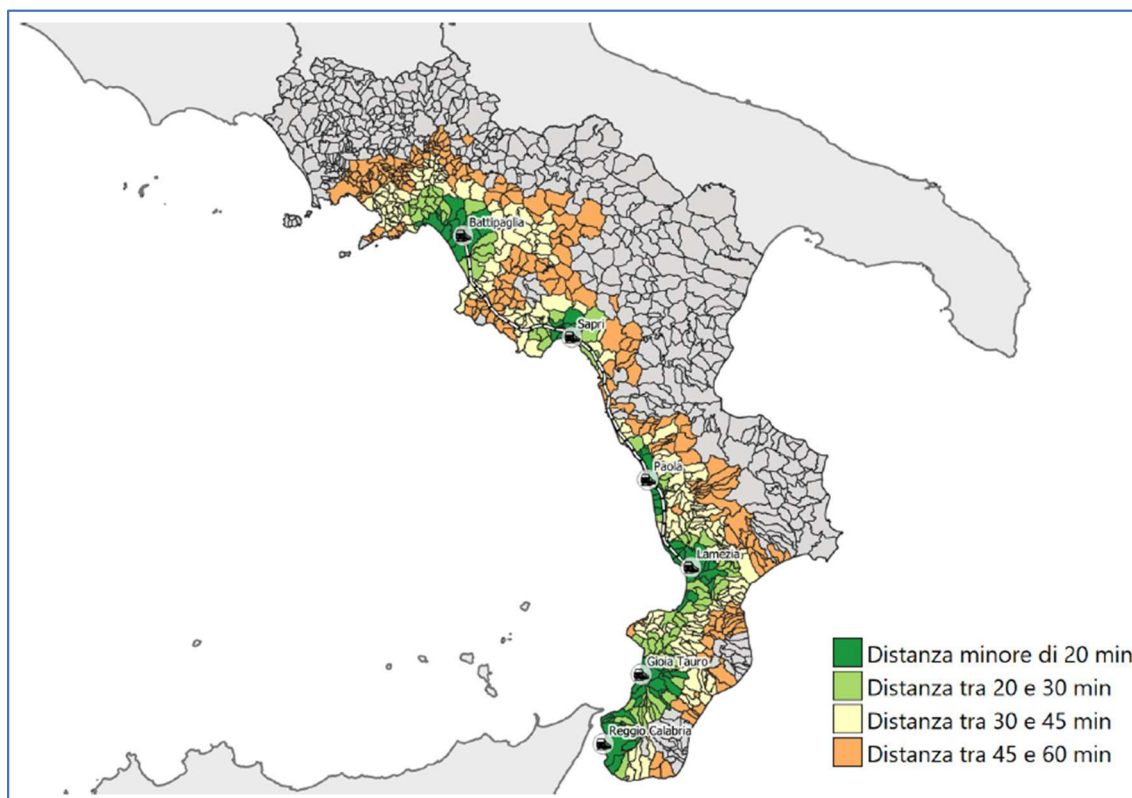 Battipaglia
Sapri
Paola
Lamezia
Gioia Tauro
Reggio Calabria
Distanza minore di 20 min
Distanza tra 20 e 30 min
Distanza tra 30 e 45 min
Distanza tra 45 e 60 min